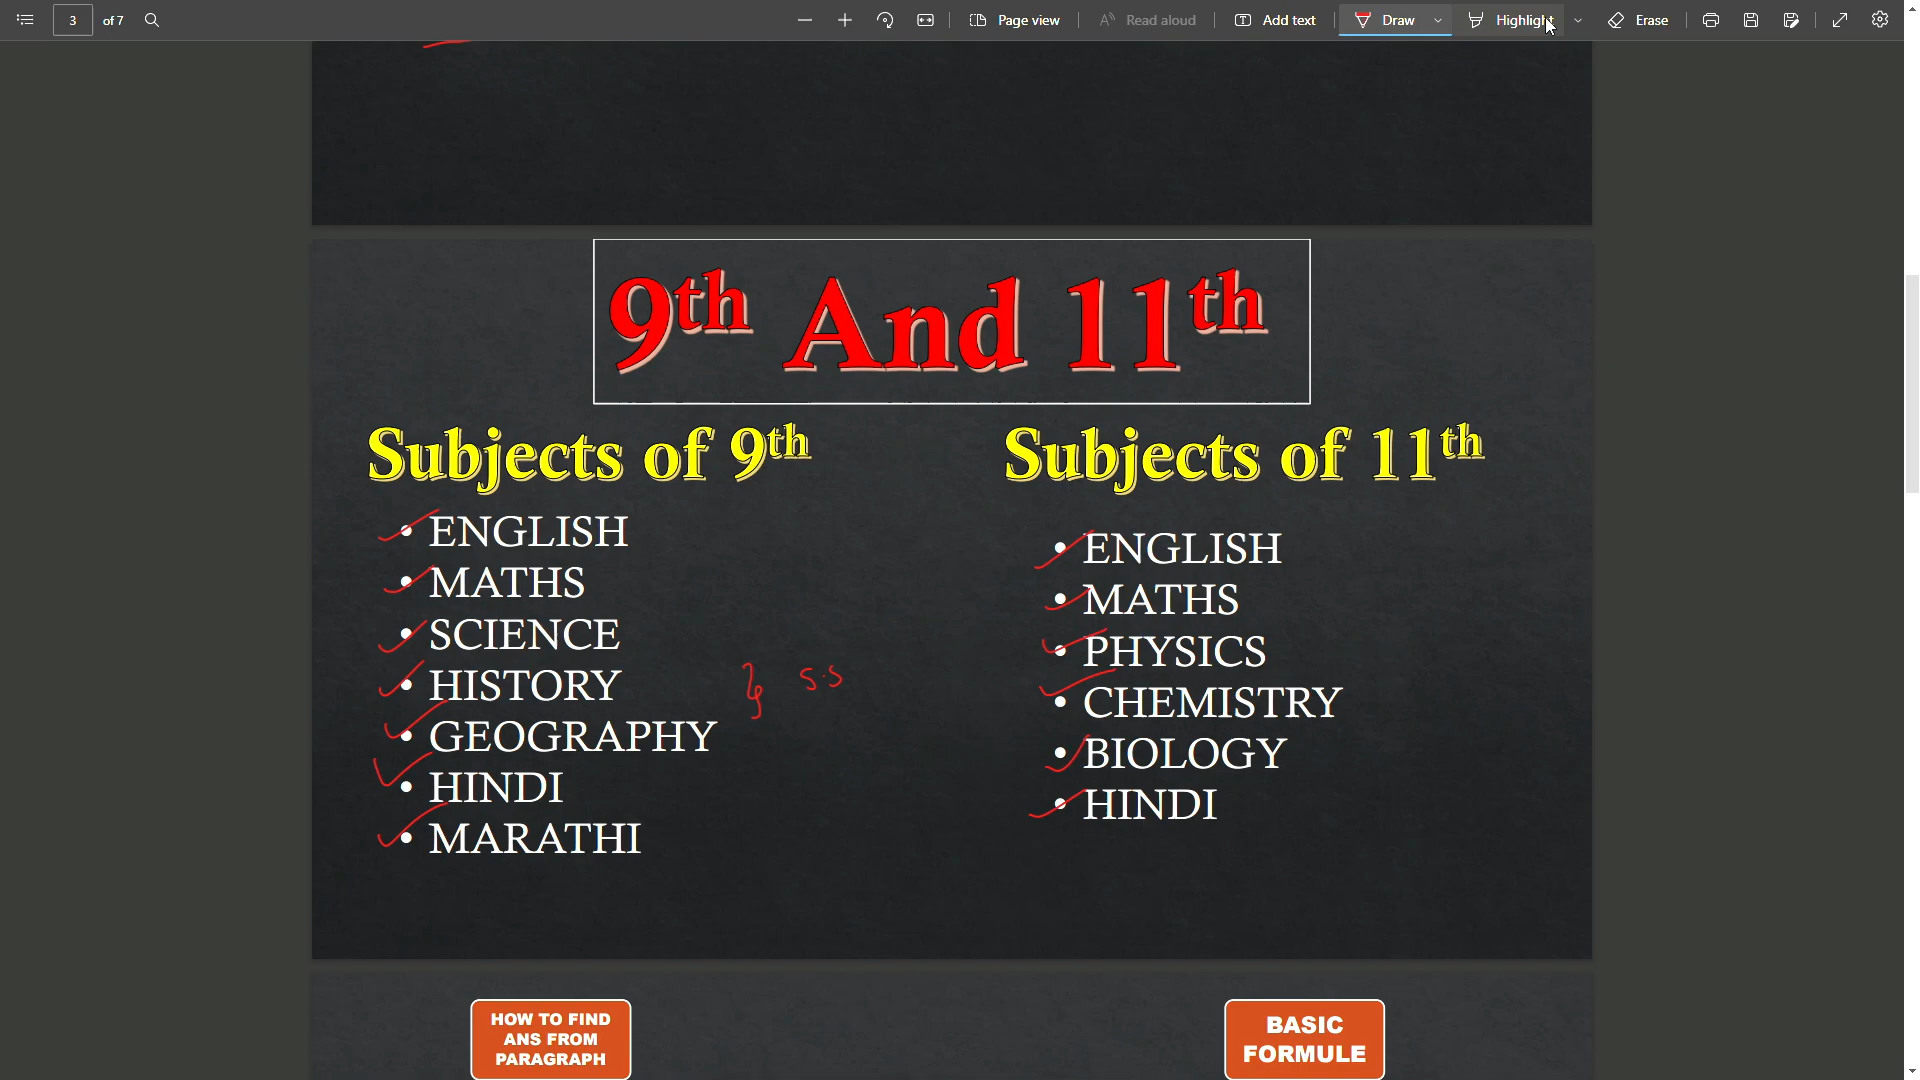 3 of 7 Page view Read aloud Add text Draw Highlight Erase
9th And 11th
Subjects of 9th
• ENGLISH
• MATHS
• SCIENCE
• HISTORY
• GEOGRAPHY
• HINDI
• MARATHI
} S.S
Subjects of 11th
• ENGLISH
• MATHS
• PHYSICS
• CHEMISTRY
• BIOLOGY
• HINDI
HOW TO FIND
ANS FROM
PARAGRAPH
BASIC
FORMULE